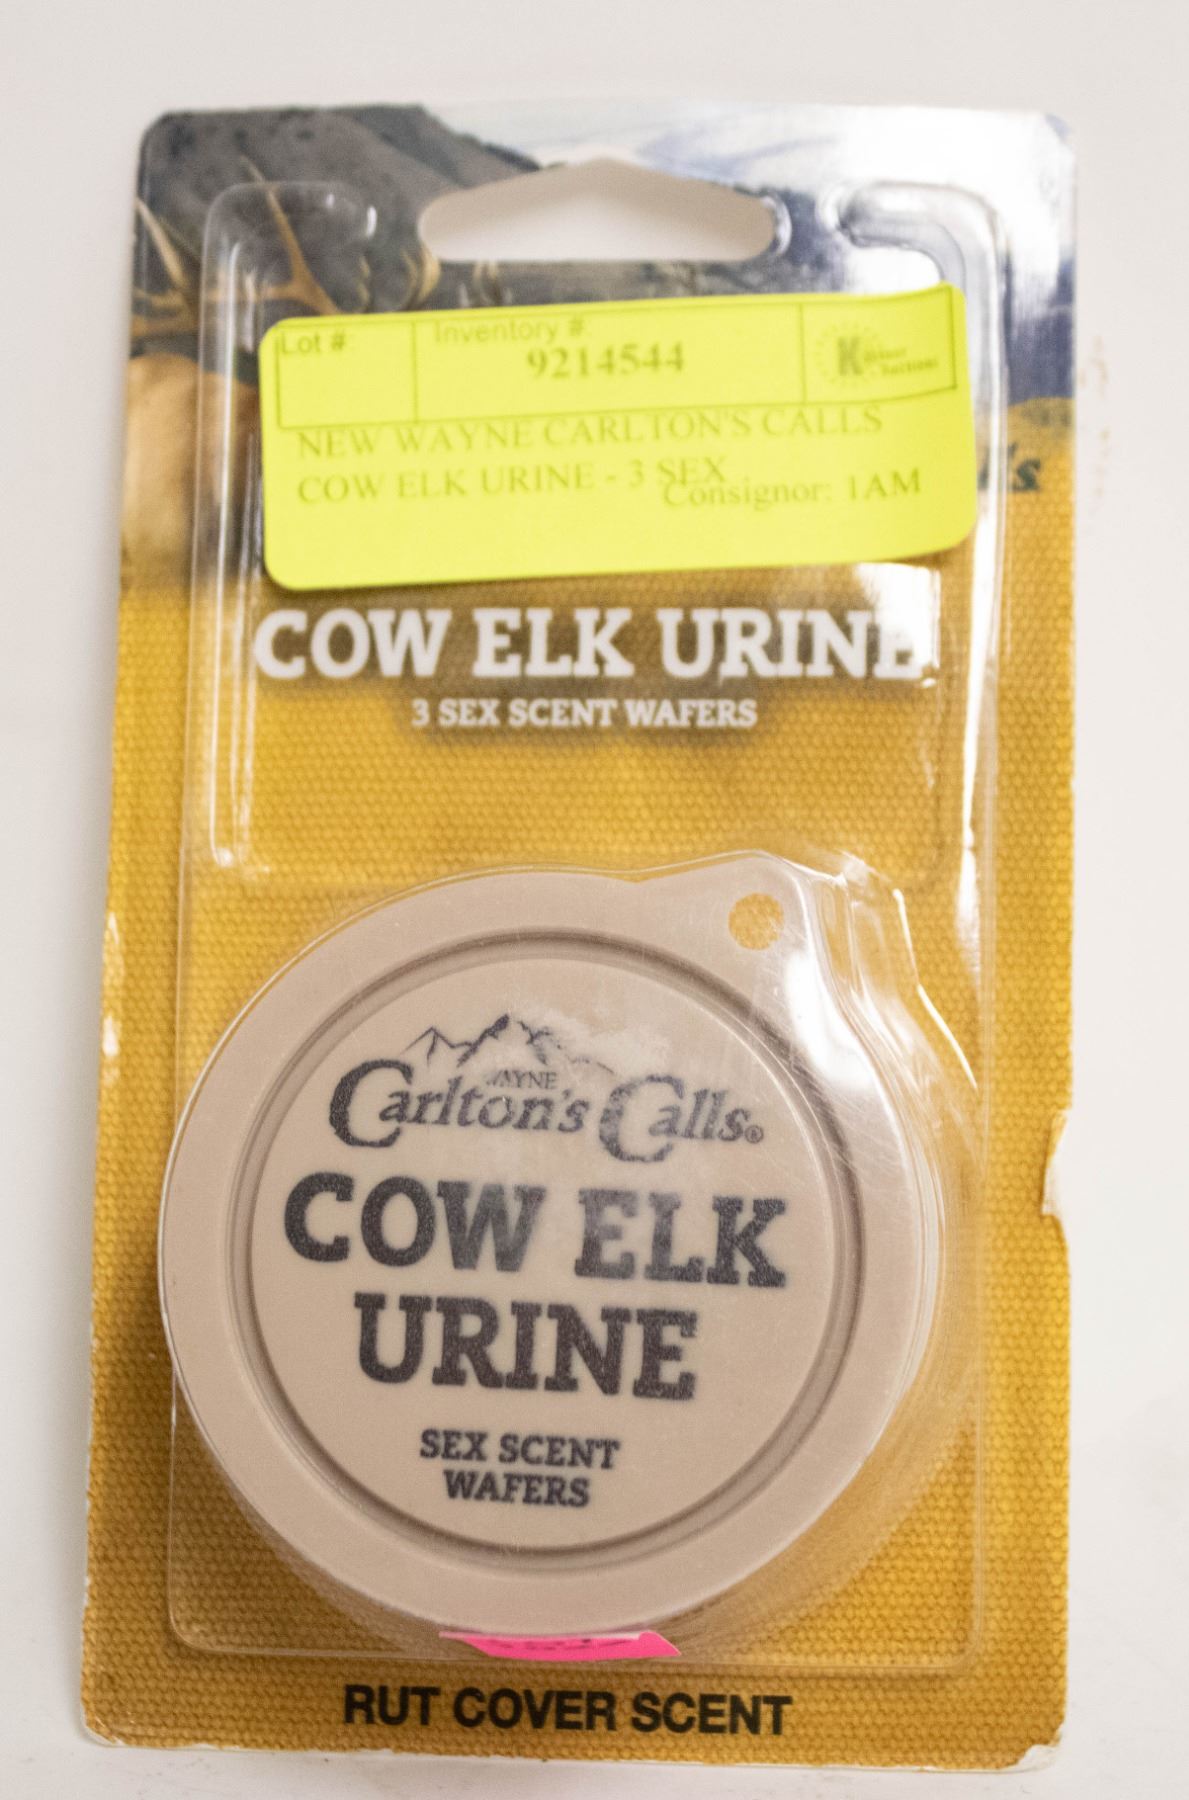 Lot #:
Inventory #:
9214544
K
NEW WAYNE CARLTON'S CALLS
COW ELK URINE - 3 SEX
Consignor: 1AM
COW ELK URINE
3 SEX SCENT WAFERS
WAYNE
Carlton's Calls®
COW ELK
URINE
SEX SCENT
WAFERS
RUT COVER SCENT